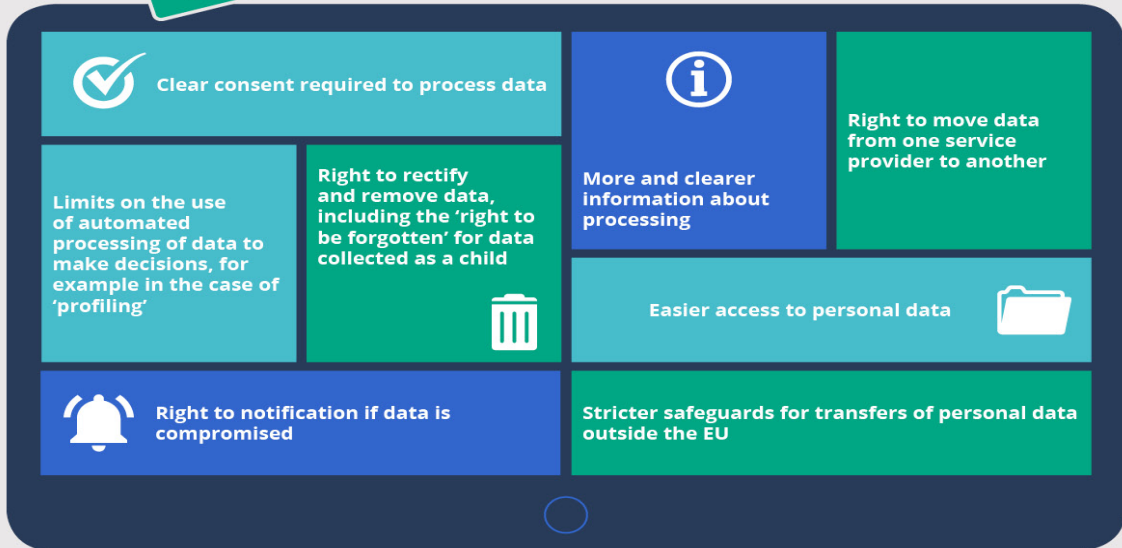 Clear consent required to process data
More and clearer
information about
processing
Right to move data
from one service
provider to another
Limits on the use
of automated
processing of data to
make decisions, for
example in the case of
‘profiling’
Right to rectify
and remove data,
including the ‘right to
be forgotten’ for data
collected as a child
Easier access to personal data
Right to notification if data is
compromised
Stricter safeguards for transfers of personal data
outside the EU